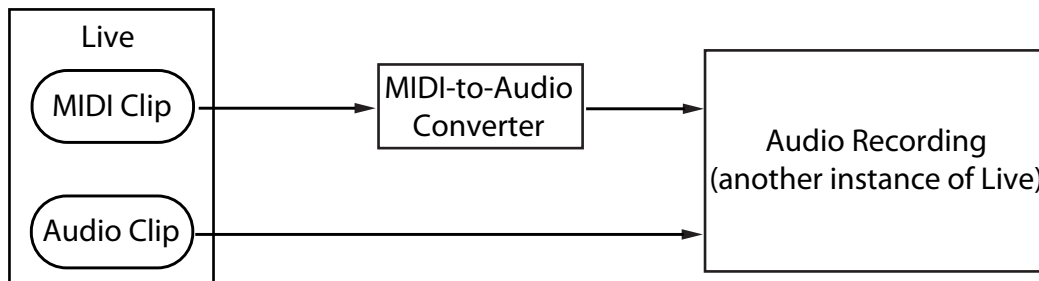 Live
MIDI Clip
MIDI-to-Audio
Converter
Audio Recording
(another instance of Live)
Audio Clip